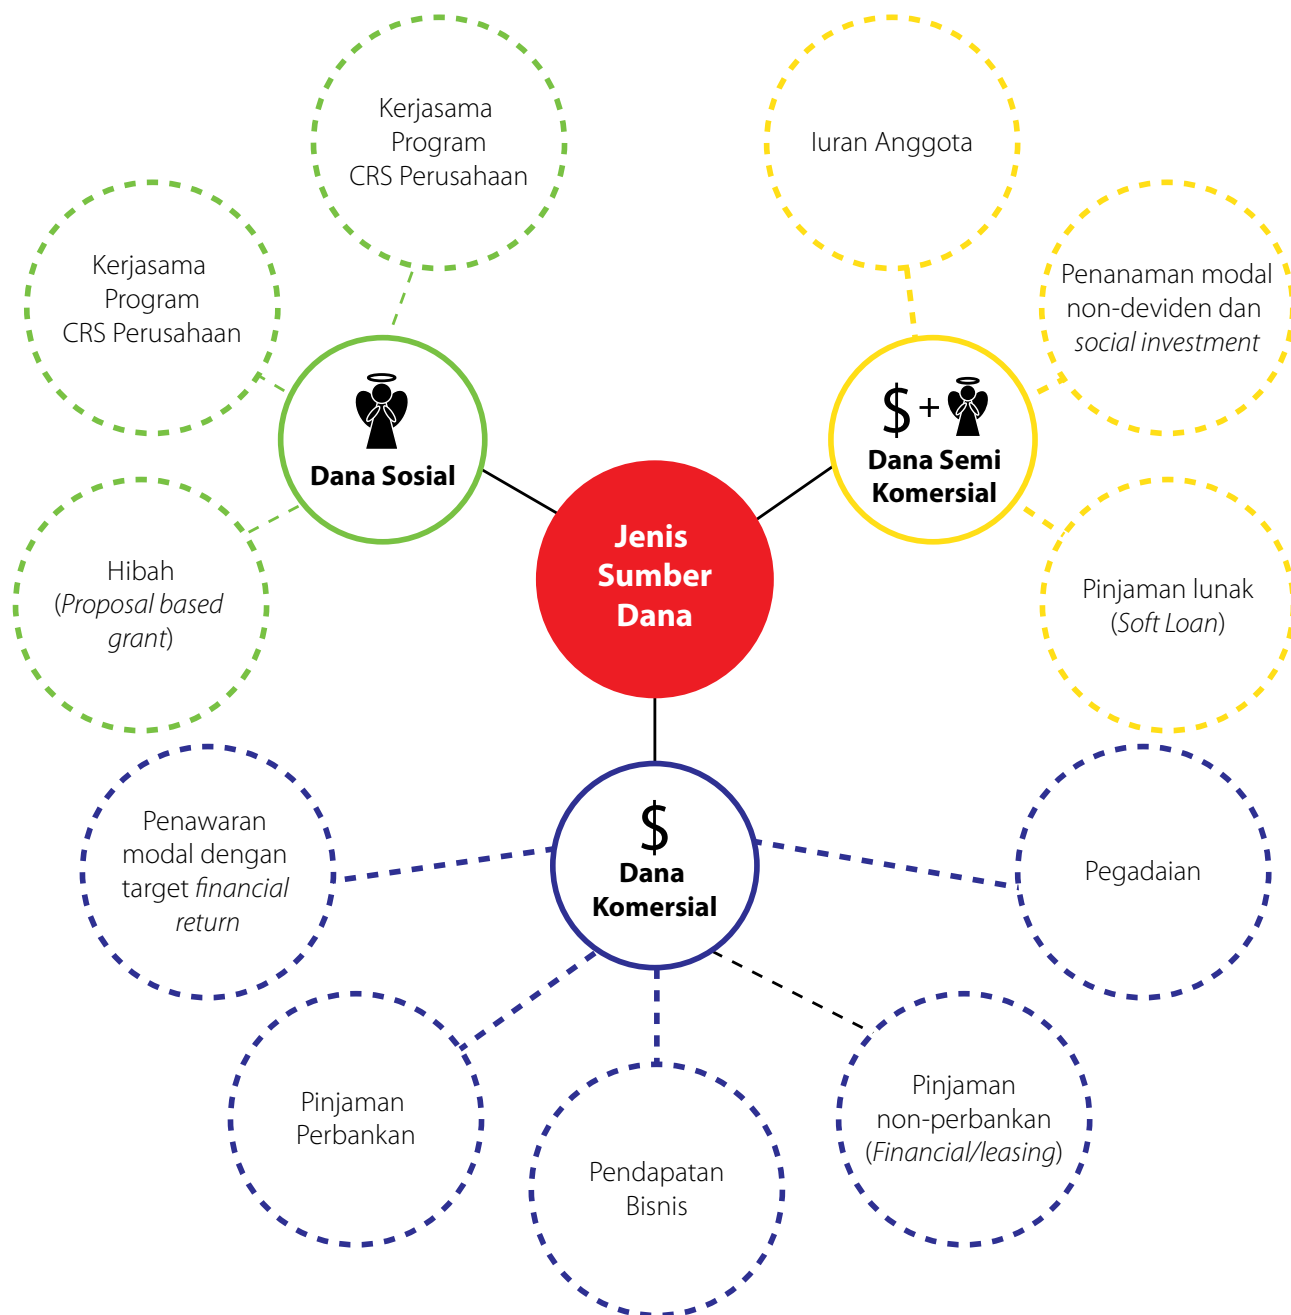 Kerjasama
Program
CRS Perusahaan
Iuran Anggota
Kerjasama
Program
CRS Perusahaan
Penanaman modal
non-deviden dan
social investment
$ +
Dana Sosial
Dana Semi
Komersial
Jenis
Sumber
Dana
Hibah
(Proposal based
grant)
Pinjaman lunak
(Soft Loan)
Penawaran
modal dengan
target financial
return
$
Dana
Komersial
Pegadaian
Pinjaman
Perbankan
Pendapatan
Bisnis
Pinjaman
non-perbankan
(Financial/leasing)